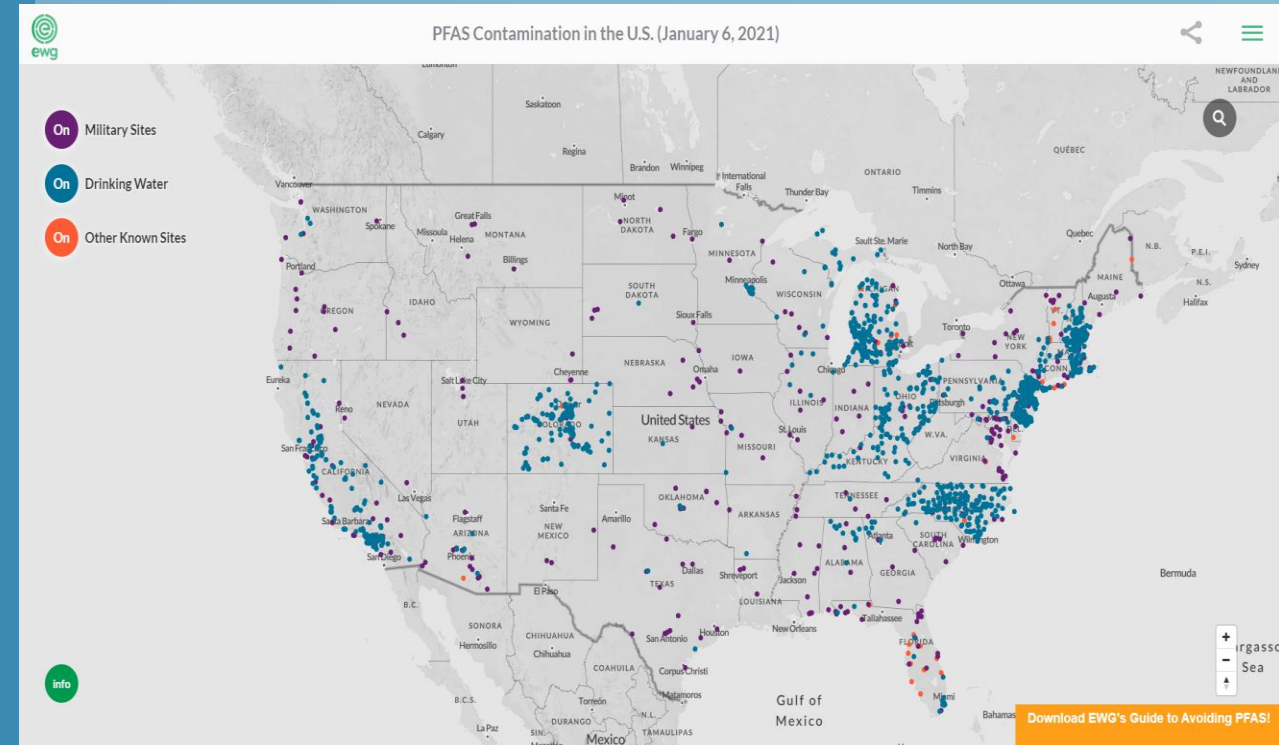 ewg
PFAS Contamination in the U.S. (January 6, 2021)
On Military Sites
On Drinking Water
On Other Known Sites
info
Download EWG's Guide to Avoiding PFAS!
Saskatoon
Calgary
Regina
Brandon
Winnipeg
International
Falls
Thunder Bay
ONTARIO
Timmins
QUÉBEC
NEWFOUNDLAND
AND
LABRADOR
Vancouver
WASHINGTON
Spokane
Great Falls
Missoula
Helena
MONTANA
Billings
Minot
NORTH
DAKOTA
Fargo
MINNESOTA
Minneapolis
Sault Ste. Marie
North Bay
Quebec
N.B.
P.E.I.
Sydney
N.S.
Halifax
MAINE
Augusta
Ottawa
Portland
OREGON
IDAHO
SOUTH
DAKOTA
Sioux Falls
WISCONSIN
WYOMING
Toronto
NEW
YORK
CONN.
Eureka
Salt Lake City
Cheyenne
NEBRASKA
Omaha
IOWA
Chicago
PENNSYLVANIA
Pittsburgh
OHIO
Reno
NEVADA
UTAH
COLORADO
United States
KANSAS
MISSOURI
St. Louis
ILLINOIS
INDIANA
W.VA.
VIRGINIA
KENTUCKY
San Francisco
CALIFORNIA
Las Vegas
Santa Barbara
San Diego
Flagstaff
ARIZONA
Phoenix
Santa Fe
NEW
MEXICO
Amarillo
OKLAHOMA
ARKANSAS
TENNESSEE
Atlanta
SOUTH
CAROLINA
Wilmington
ALABAMA
GEORGIA
Bermuda
El Paso
Dallas
TEXAS
Shreveport
Jackson
LOUISIANA
New Orleans
Tallahassee
San Antonio
Houston
FLORIDA
Miami
Corpus Christi
Matamoros
Gulf of
Mexico
Bahamas
Sea
B.C.
SONORA
Hermosillo
CHIHUAHUA
Chihuahua
COAHUILA
Torreón
N.L.
B.C.S.
La Paz
SIN.
DURANGO
Mexico
TAMAULIPAS